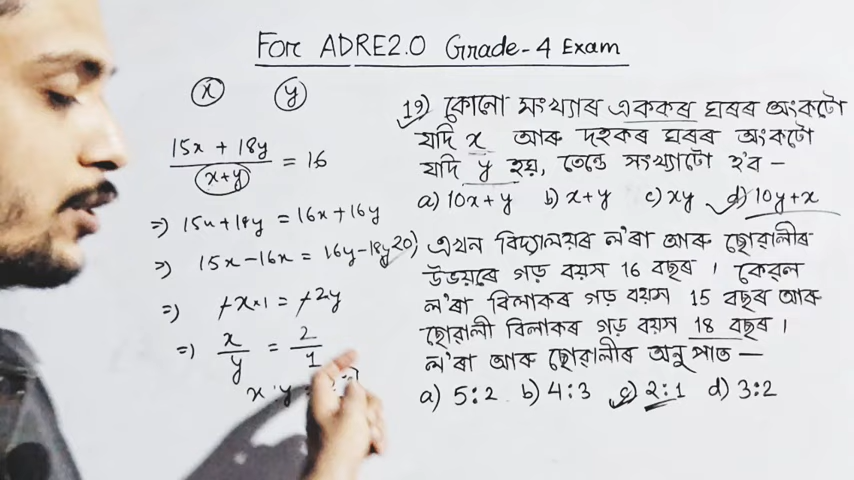 For ADRE2.0 Grade-4 Exam
x y
15x + 18y / x+y = 16
=> 15x + 18y = 16x + 16y
=> 15x - 16x = 16y - 18y
=> -x×1 = -2y
=> x/y = 2/1
x : y
19) কোনো সংখ্যাৰ এককৰ ঘৰৰ অংকটো
যদি x আৰু দহকৰ ঘৰৰ অংকটো
যদি y হয়, তেন্তে সংখ্যাটো হ'ব -
a) 10x + y b) x + y c) xy d) 10y + x
20) এখন বিদ্যালয়ৰ ল'ৰা আৰু ছোৱালীৰ
উভয়ৰে গড় বয়স 16 বছৰ । কেৱল
ল'ৰা বিলাকৰ গড় বয়স 15 বছৰ আৰু
ছোৱালী বিলাকৰ গড় বয়স 18 বছৰ ।
ল'ৰা আৰু ছোৱালীৰ অনুপাত —
a) 5:2 b) 4:3 c) 2:1 d) 3:2